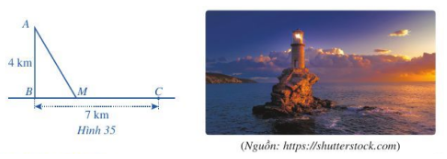 A
4 km
B
M
C
7 km
Hình 35
(Nguồn: https://shutterstock.com)